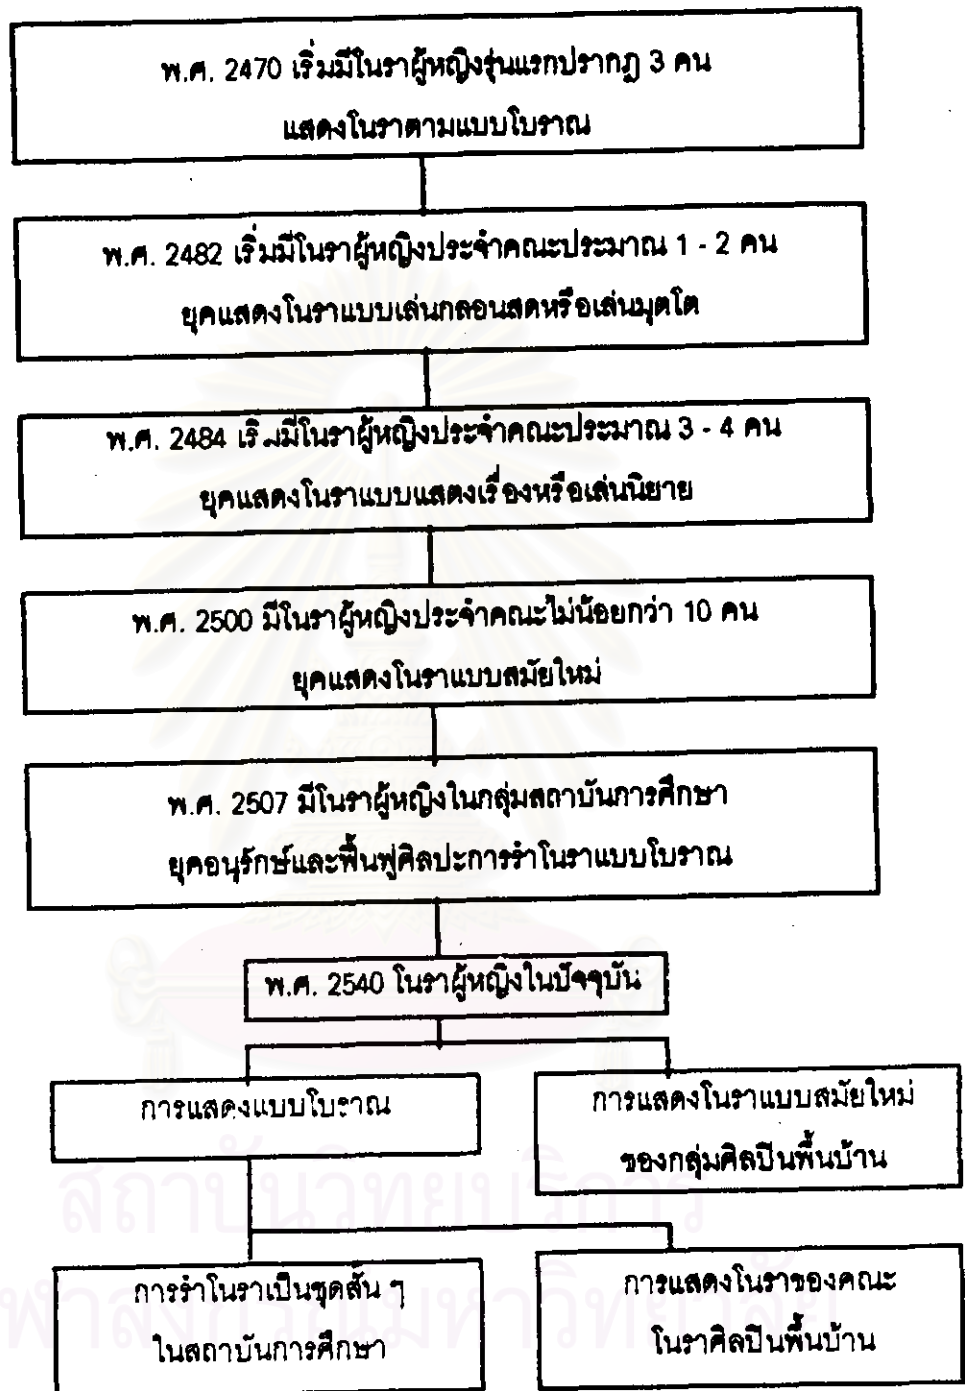 พ.ศ. 2470 เริ่มมีโนราผู้หญิงรุ่นแรกปรากฏ 3 คน
แสดงโนราตามแบบโบราณ
พ.ศ. 2482 เริ่มมีโนราผู้หญิงประจำคณะประมาณ 1 - 2 คน
ยุคแสดงโนราแบบเล่นกลอนสดหรือเล่นมุตโต
พ.ศ. 2484 เริ่มมีโนราผู้หญิงประจำคณะประมาณ 3 - 4 คน
ยุคแสดงโนราแบบแสดงเรื่องหรือเล่นนิยาย
พ.ศ. 2500 มีโนราผู้หญิงประจำคณะไม่น้อยกว่า 10 คน
ยุคแสดงโนราแบบสมัยใหม่
พ.ศ. 2507 มีโนราผู้หญิงในกลุ่มสถาบันการศึกษา
ยุคอนุรักษ์และฟื้นฟูศิลปะการรำโนราแบบโบราณ
พ.ศ. 2540 โนราผู้หญิงในปัจจุบัน
การแสดงแบบโบราณ
การแสดงโนราแบบสมัยใหม่
ของกลุ่มศิลปินพื้นบ้าน
การรำโนราเป็นชุดสั้น ๆ
ในสถาบันการศึกษา
การแสดงโนราของคณะ
โนราศิลปินพื้นบ้าน
สถาบันวิทยบริการ